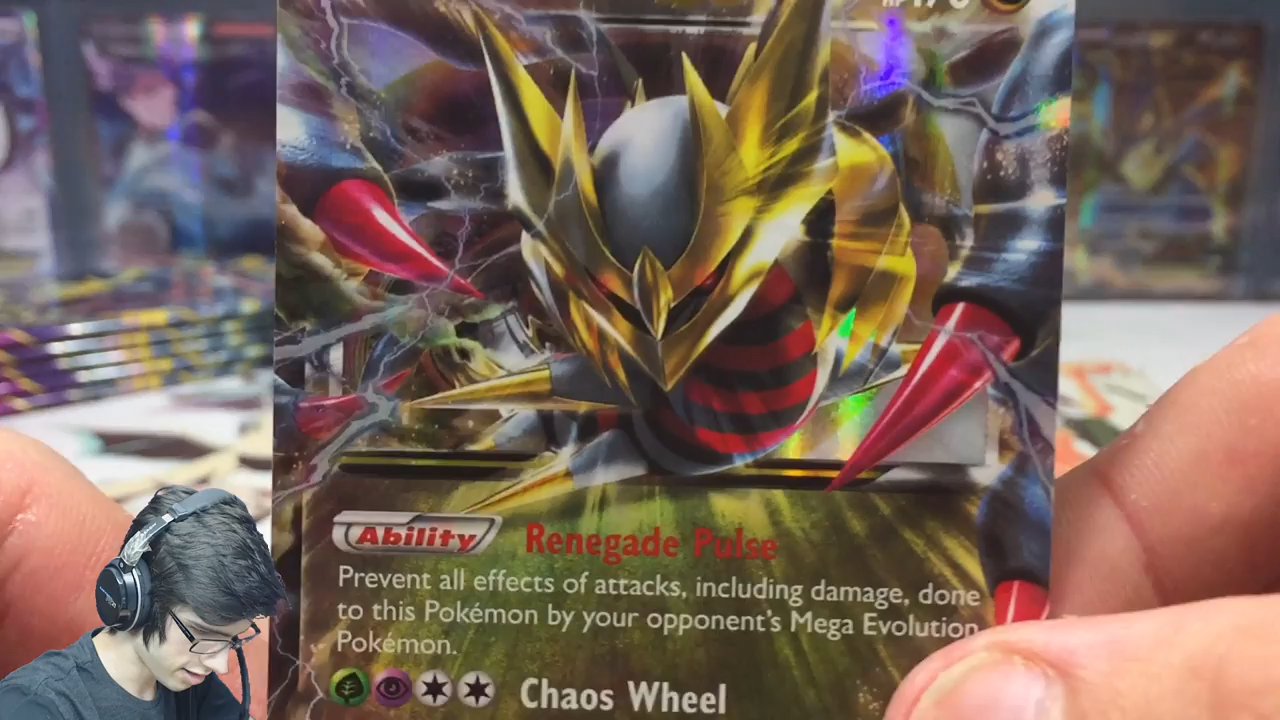 Ability Renegade Pulse
Prevent all effects of attacks, including damage, done
to this Pokémon by your opponent's Mega Evolution
Pokémon.
Chaos Wheel